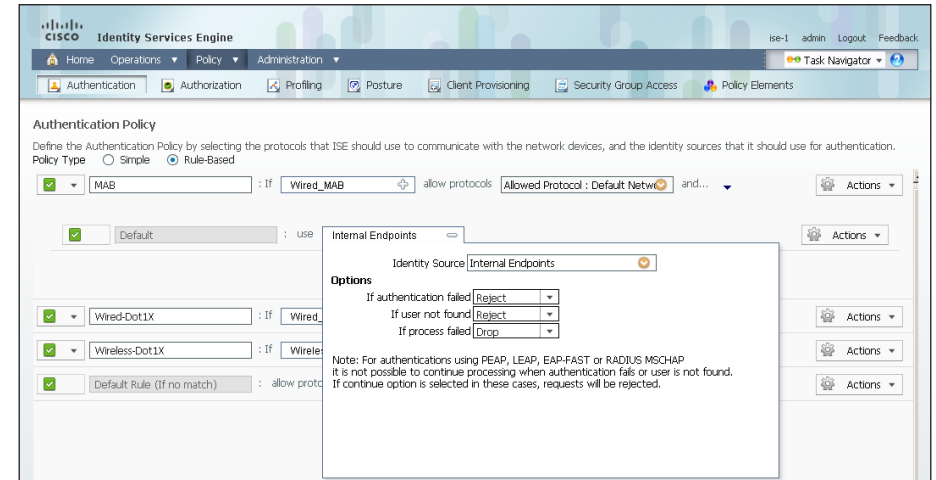 CISCO Identity Services Engine
ise-1 admin Logout Feedback
Home Operations Policy Administration
Task Navigator
Authentication Authorization Profiling Posture Client Provisioning Security Group Access Policy Elements
Authentication Policy
Define the Authentication Policy by selecting the protocols that ISE should use to communicate with the network devices, and the identity sources that it should use for authentication.
Policy Type Simple Rule-Based
MAB : If Wired_MAB allow protocols Allowed Protocol : Default Netwo and... Actions
Default : use Internal Endpoints Actions
Identity Source Internal Endpoints
Options
If authentication failed Reject
If user not found Reject
If process failed Drop
Wired-Dot1X : If Wired_ Actions
Wireless-Dot1X : If Wireles Actions
Note: For authentications using PEAP, LEAP, EAP-FAST or RADIUS MSCHAP
it is not possible to continue processing when authentication fails or user is not found.
If continue option is selected in these cases, requests will be rejected.
Default Rule (If no match) : allow proto Actions